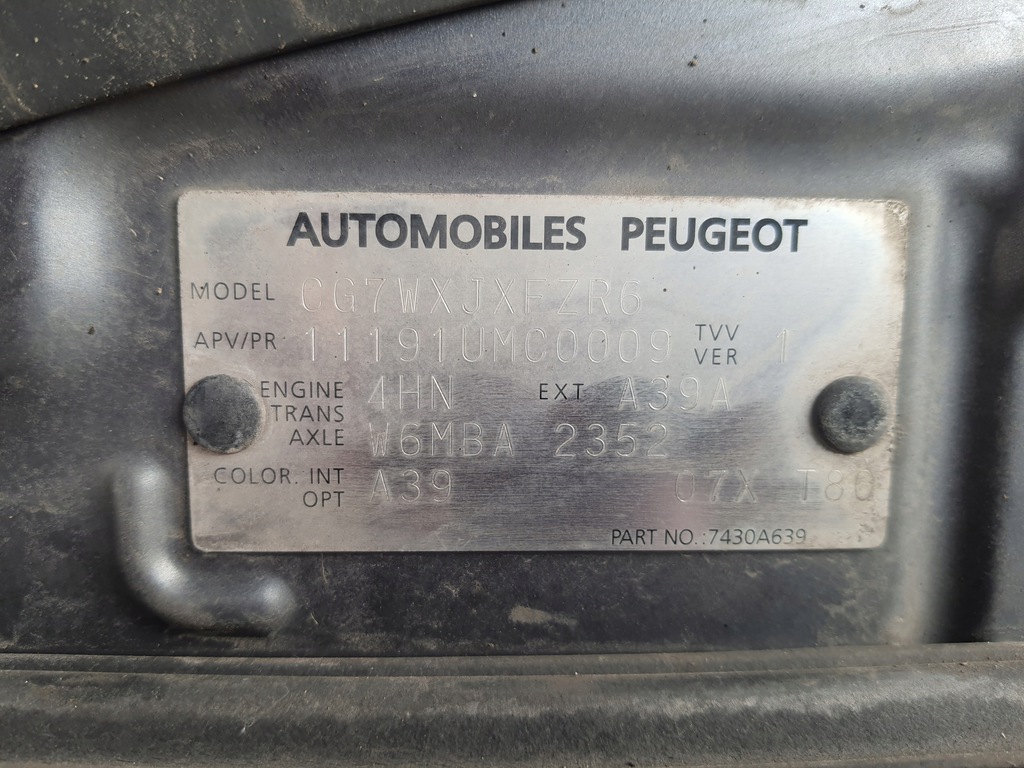 AUTOMOBILES PEUGEOT
MODEL CG7WXJXFZR6
APV/PR 11191UMC0009 TVV VER 1
ENGINE 4HN EXT A39A
TRANS AXLE W6MBA 2352
COLOR. INT OPT A39 07X T80
PART NO.:7430A639